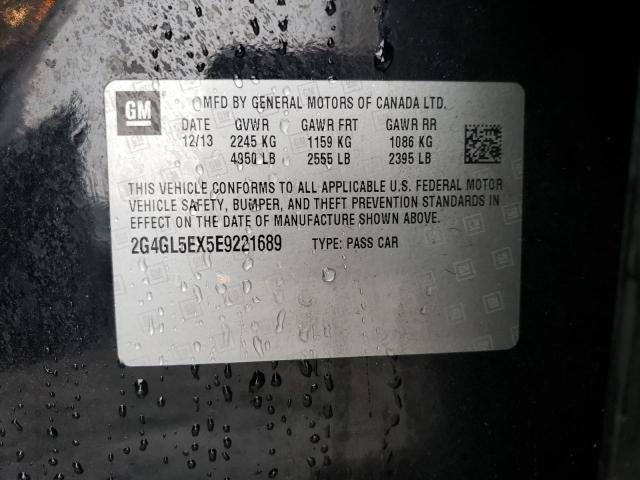 GM
MFD BY GENERAL MOTORS OF CANADA LTD.
DATE GVWR GAWR FRT GAWR RR
12/13 2245 KG 1159 KG 1086 KG
4950 LB 2555 LB 2395 LB
THIS VEHICLE CONFORMS TO ALL APPLICABLE U.S. FEDERAL MOTOR
VEHICLE SAFETY, BUMPER, AND THEFT PREVENTION STANDARDS IN
EFFECT ON THE DATE OF MANUFACTURE SHOWN ABOVE.
2G4GL5EX5E9221689 TYPE: PASS CAR